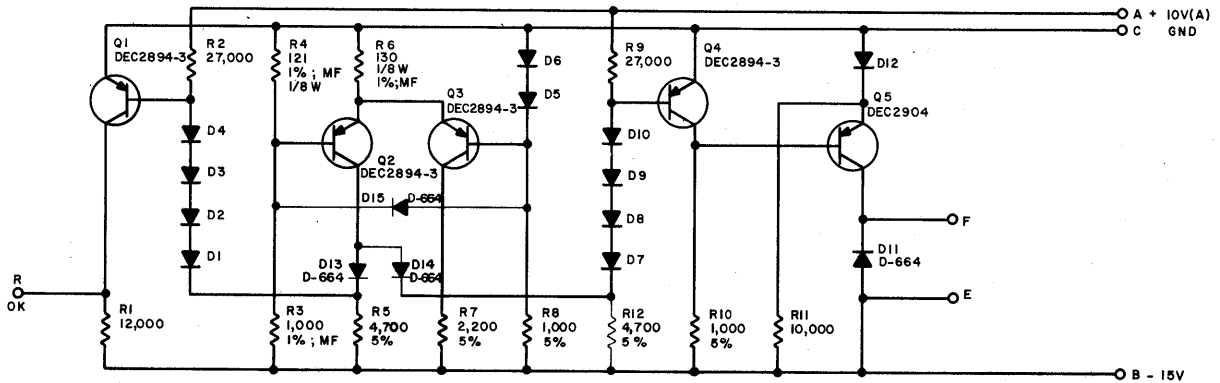 A + 10V(A)
C GND
Q1
DEC2894-3
R2
27,000
R4
121
1% ; MF
1/8 W
R6
130
1/8 W
1%;MF
Q3
DEC2894-3
D6
D5
R9
27,000
Q4
DEC2894-3
D12
Q5
DEC2904
D4
D3
D2
D1
Q2
DEC2894-3
D15
D-664
D10
D9
D8
D7
D13
D-664
D14
D-664
F
D11
D-664
E
R
OK
R1
12,000
R3
1,000
1% ; MF
R5
4,700
5%
R7
2,200
5%
R8
1,000
5%
R12
4,700
5%
R10
1,000
5%
R11
10,000
B - 15V